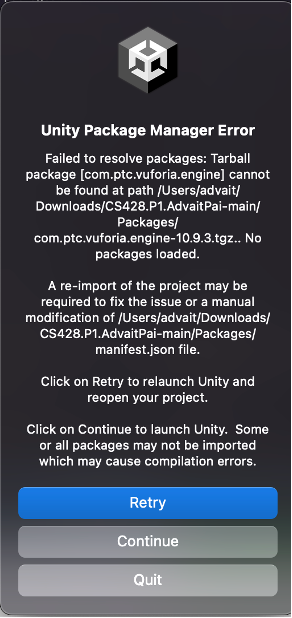 Unity Package Manager Error
Failed to resolve packages: Tarball
package [com.ptc.vuforia.engine] cannot
be found at path /Users/advait/
Downloads/CS428.P1.AdvaitPai-main/
Packages/
com.ptc.vuforia.engine-10.9.3.tgz.. No
packages loaded.
A re-import of the project may be
required to fix the issue or a manual
modification of /Users/advait/Downloads/
CS428.P1.AdvaitPai-main/Packages/
manifest.json file.
Click on Retry to relaunch Unity and
reopen your project.
Click on Continue to launch Unity.  Some
or all packages may not be imported
which may cause compilation errors.
Retry
Continue
Quit